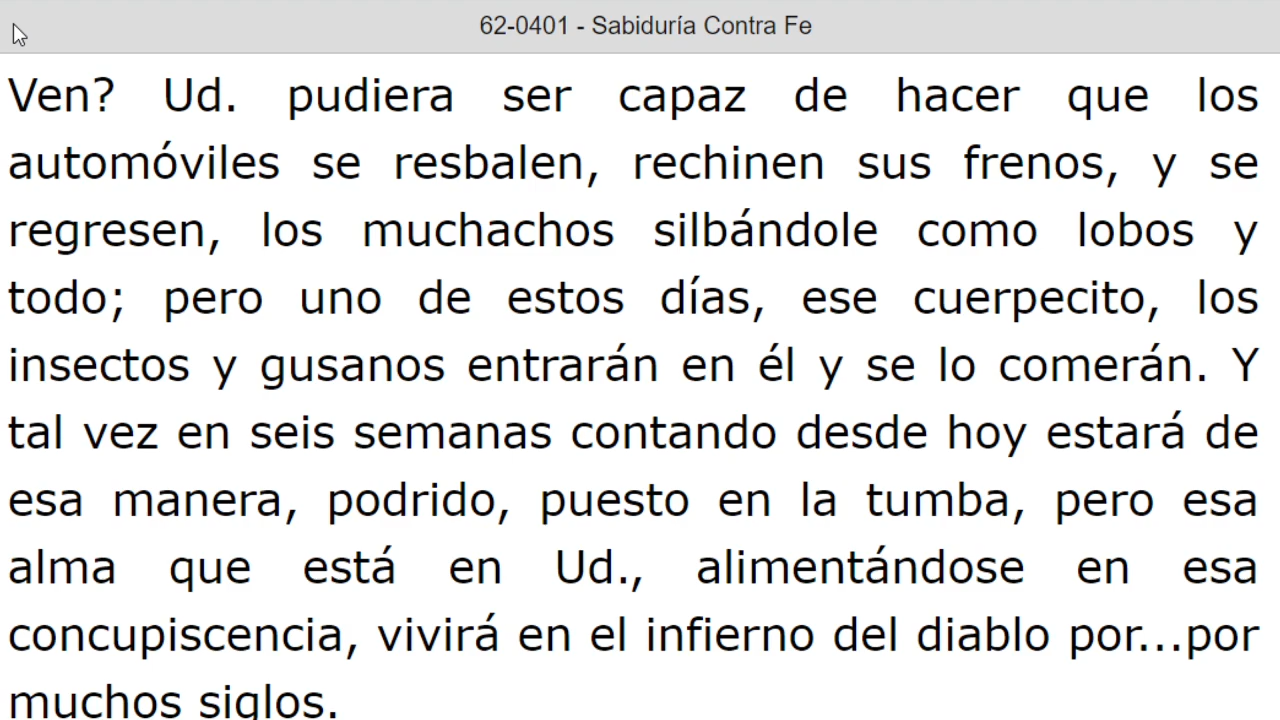 62-0401 - Sabiduría Contra Fe
Ven? Ud. pudiera ser capaz de hacer que los
automóviles se resbalen, rechinen sus frenos, y se
regresen, los muchachos silbándole como lobos y
todo; pero uno de estos días, ese cuerpecito, los
insectos y gusanos entrarán en él y se lo comerán. Y
tal vez en seis semanas contando desde hoy estará de
esa manera, podrido, puesto en la tumba, pero esa
alma que está en Ud., alimentándose en esa
concupiscencia, vivirá en el infierno del diablo por...por
muchos siglos.